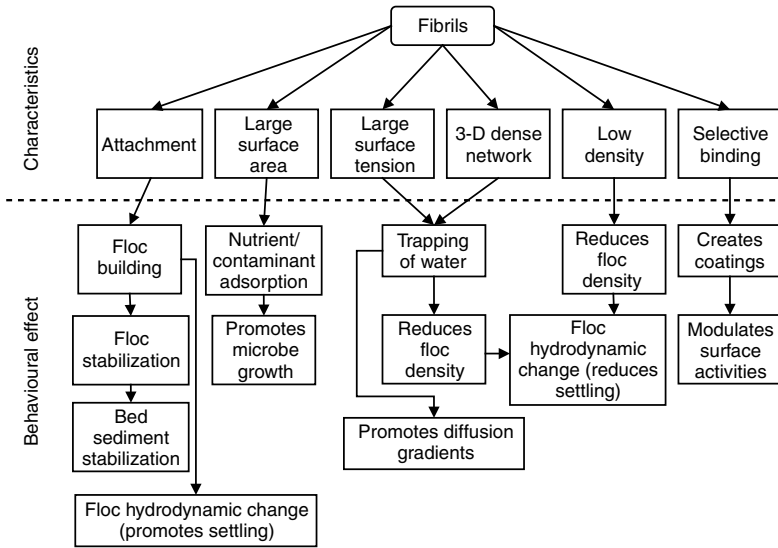 Fibrils
Characteristics
Attachment
Large
surface
area
Large
surface
tension
3-D dense
network
Low
density
Selective
binding
Behavioural effect
Floc
building
Nutrient/
contaminant
adsorption
Trapping
of water
Reduces
floc
density
Creates
coatings
Floc
stabilization
Promotes
microbe
growth
Reduces
floc
density
Floc
hydrodynamic
change (reduces
settling)
Modulates
surface
activities
Bed
sediment
stabilization
Promotes diffusion
gradients
Floc hydrodynamic change
(promotes settling)